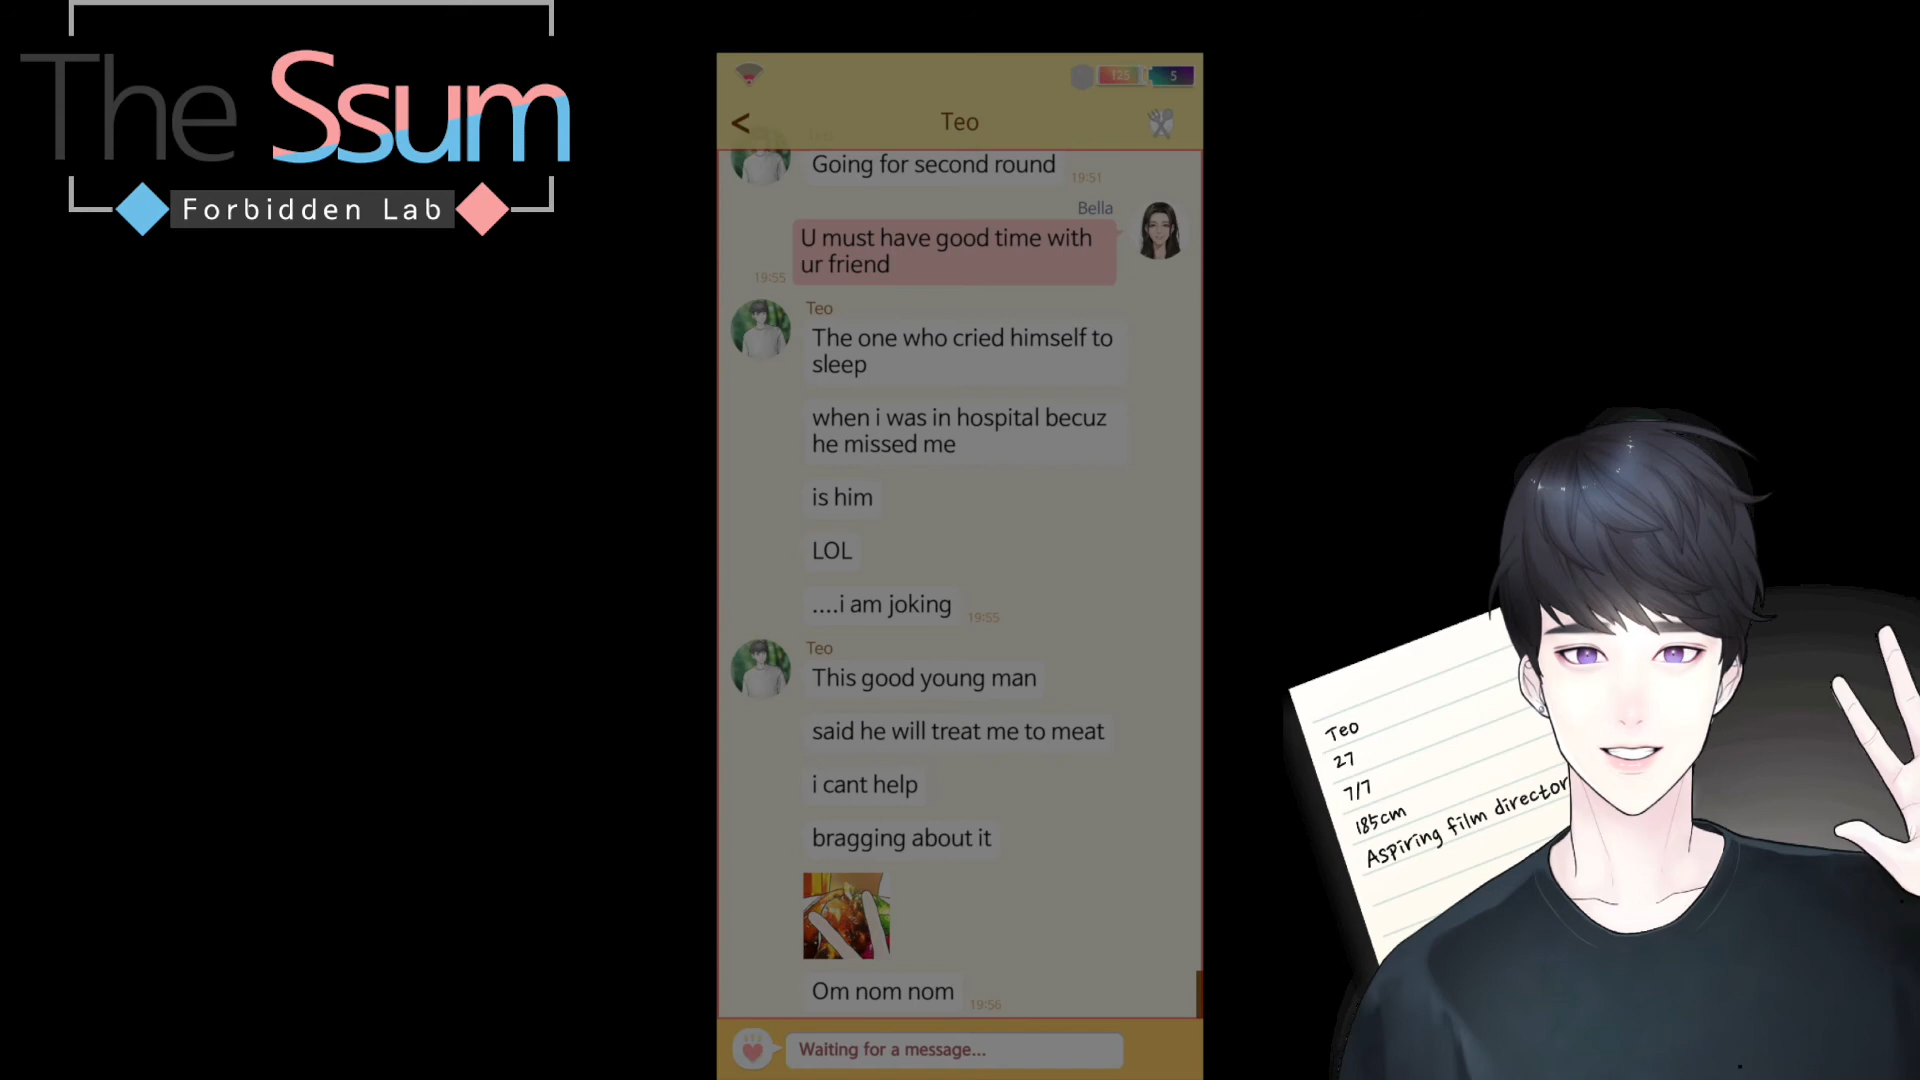 The Ssum
Forbidden Lab
125
5
<
Teo
Going for second round
19:51
Bella
U must have good time with
ur friend
19:55
Teo
The one who cried himself to
sleep
when i was in hospital becuz
he missed me
is him
LOL
....i am joking
19:55
Teo
This good young man
said he will treat me to meat
i cant help
bragging about it
Om nom nom
19:56
Waiting for a message...
Teo
27
7/7
185cm
Aspiring film director